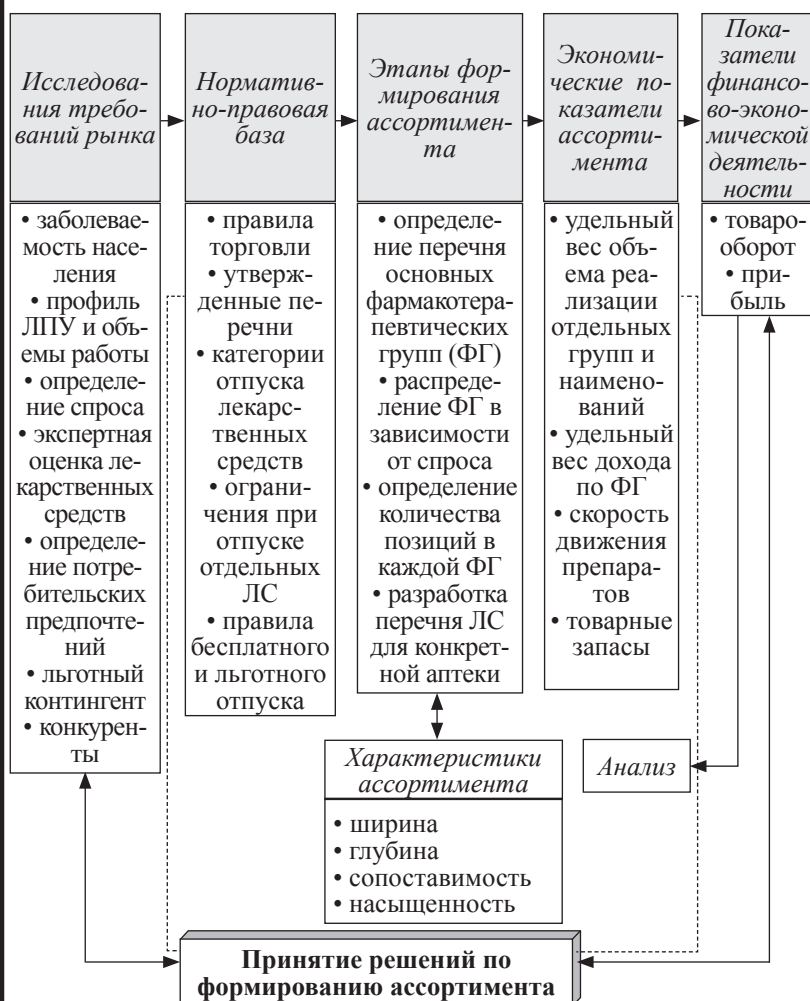 Исследова-
ния требо-
ваний рынка
• заболевае-
мость насе-
ления
• профиль
ЛПУ и объ-
емы работы
• определе-
ние спроса
• экспертная
оценка ле-
карственных
средств
• определе-
ние потре-
бительских
предпочте-
ний
• льготный
контингент
• конкурен-
ты
Норматив-
но-правовая
база
• правила
торговли
• утверж-
денные пе-
речни
• категории
отпуска
лекарс-
твенных
средств
• ограни-
чения при
отпуске
отдельных
ЛС
• правила
бесплатного
и льготного
отпуска
Этапы фор-
мирования
ассортимен-
та
• определе-
ние перечня
основных
фармакотера-
певтических
групп (ФГ)
• распреде-
ление ФГ в
зависимости
от спроса
• определение
количества
позиций в
каждой ФГ
• разработка
перечня ЛС
для конкрет-
ной аптеки
Экономи-
ческие по-
казатели
ассорти-
мента
• удельный
вес объ-
ема реа-
лизации
отдельных
групп и
наимено-
ваний
• удельный
вес дохода
по ФГ
• скорость
движения
препара-
тов
• товарные
запасы
Пока-
затели
финансо-
во-эконо-
мической
деятель-
ности
• товаро-
оборот
• при-
быль
Характеристики
ассортимента
• ширина
• глубина
• сопоставимость
• насыщенность
Анализ
Принятие решений по
формированию ассортимента